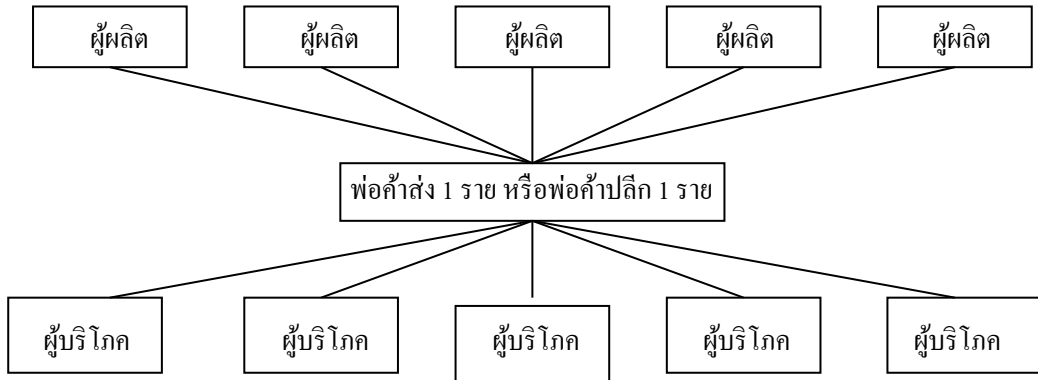 ผู้ผลิต ผู้ผลิต ผู้ผลิต ผู้ผลิต ผู้ผลิต
พ่อค้าส่ง 1 ราย หรือพ่อค้าปลีก 1 ราย
ผู้บริโภค ผู้บริโภค ผู้บริโภค ผู้บริโภค ผู้บริโภค